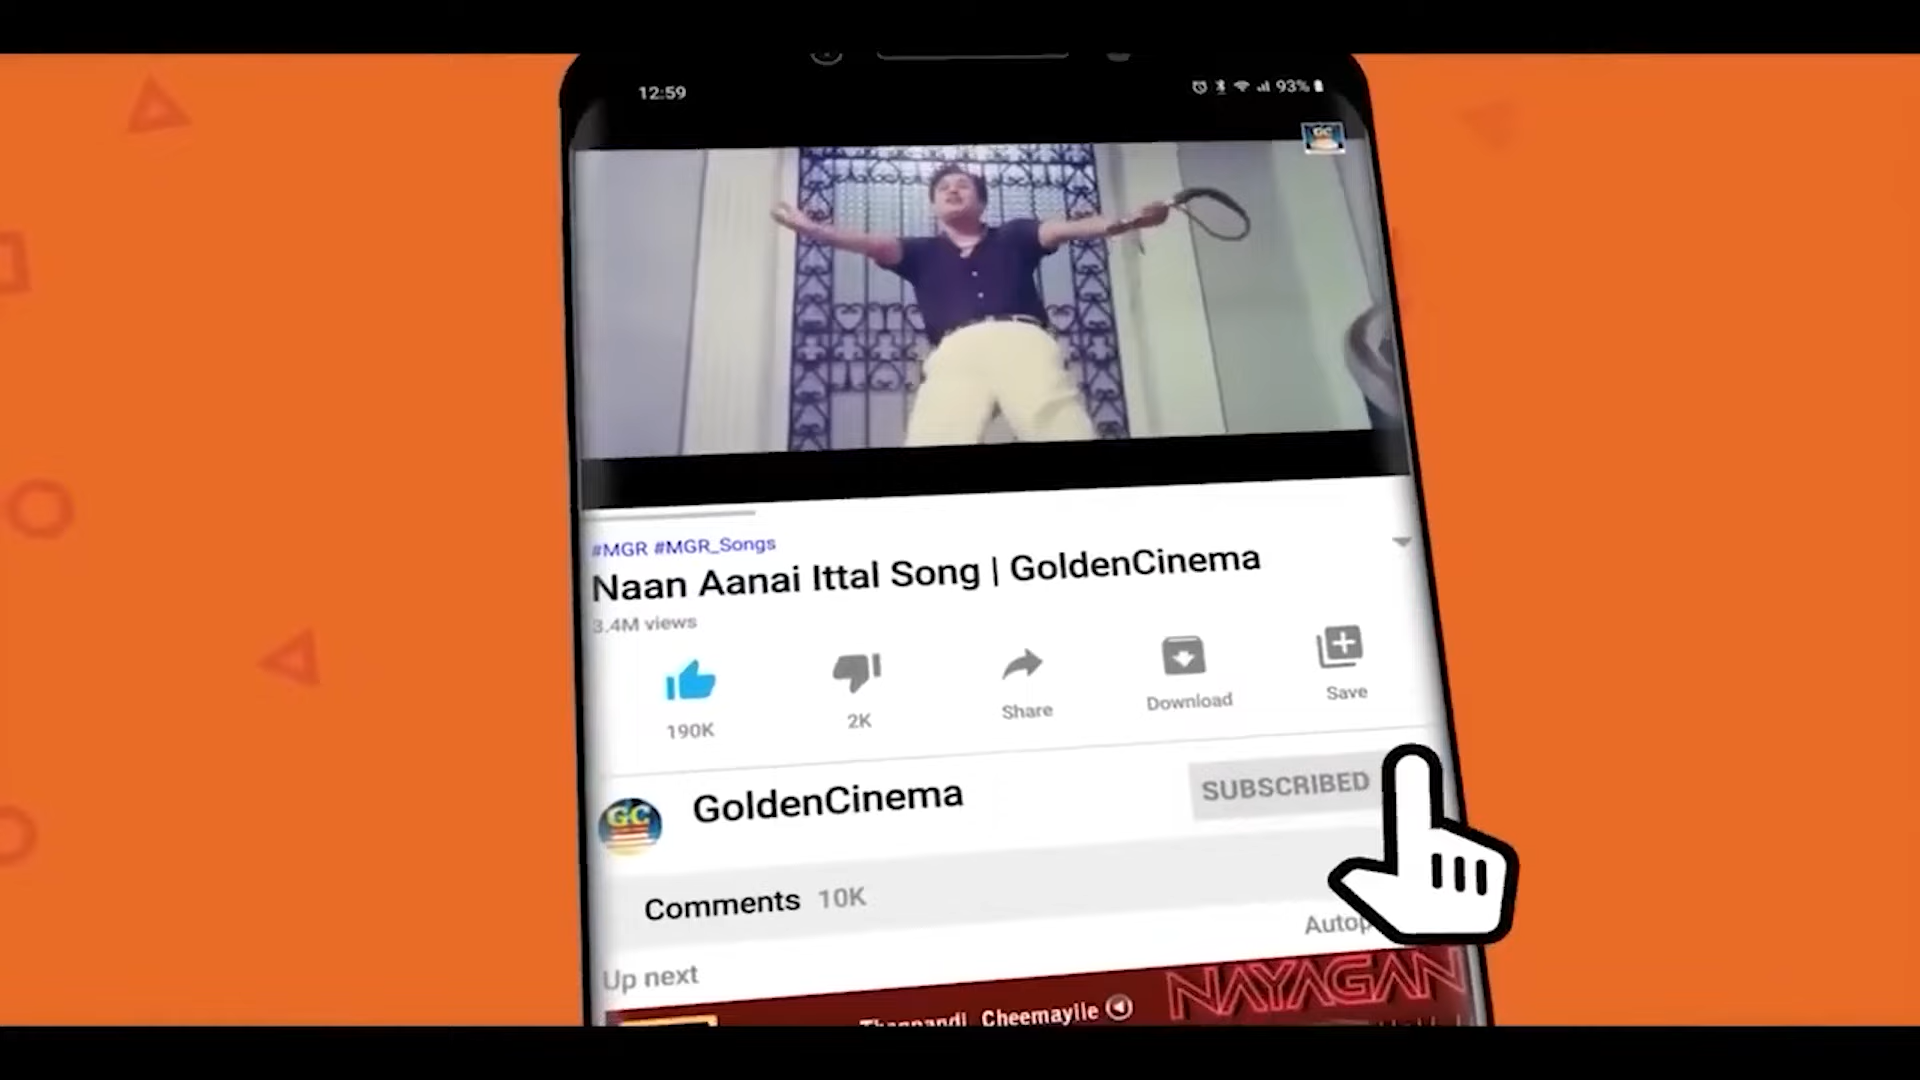 12:59
93%
GC
#MGR #MGR_Songs
Naan Aanai Ittal Song | GoldenCinema
3.4M views
190K
2K
Share
Download
Save
GC
GoldenCinema
SUBSCRIBED
Comments 10K
Up next
Cheemayile
NAYAGAN